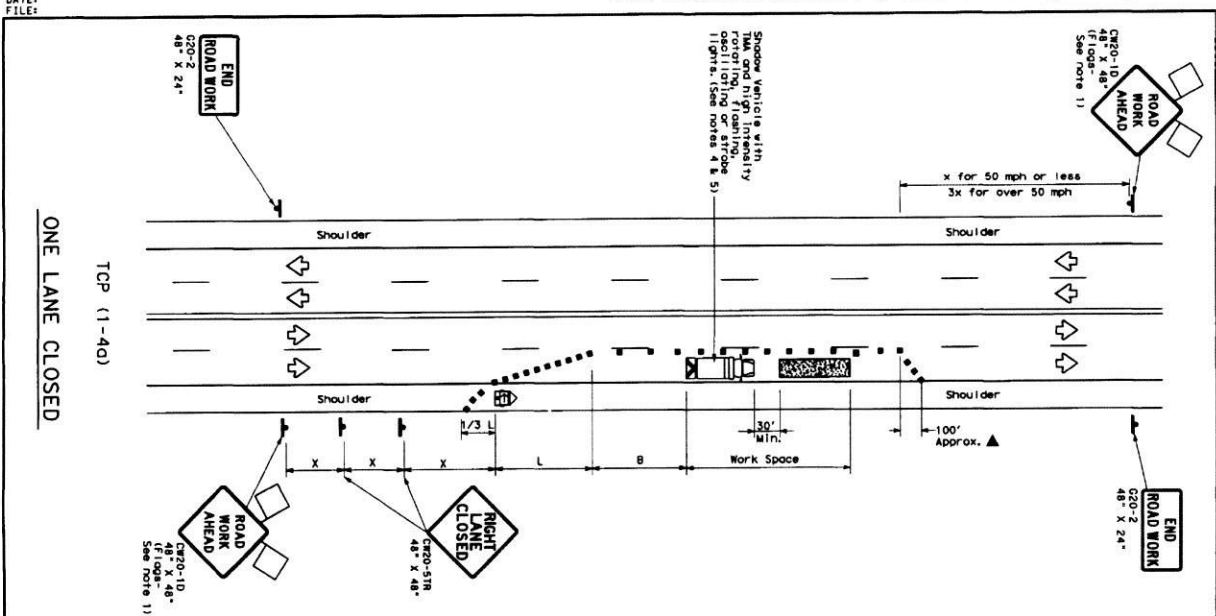 DATE:
FILE:
END
ROAD WORK
G20-2
48" X 24"
Shadow Vehicle with
TMA and high intensity
rotating, flashing,
oscillating or strobe
lights. (See notes 4 & 5)
CW20-1D
48" X 48"
(Flags-
See note 1)
ROAD
WORK
AHEAD
x for 50 mph or less
3x for over 50 mph
Shoulder
Shoulder
TCP (1-4a)
ONE LANE CLOSED
Shoulder
Shoulder
1/3 L
30'
Min.
100'
Approx.
X
X
X
L
B
Work Space
ROAD
WORK
AHEAD
CW20-1D
48" X 48"
(Flags-
See note 1)
RIGHT
LANE
CLOSED
CW20-5TR
48" X 48"
END
ROAD WORK
G20-2
48" X 24"